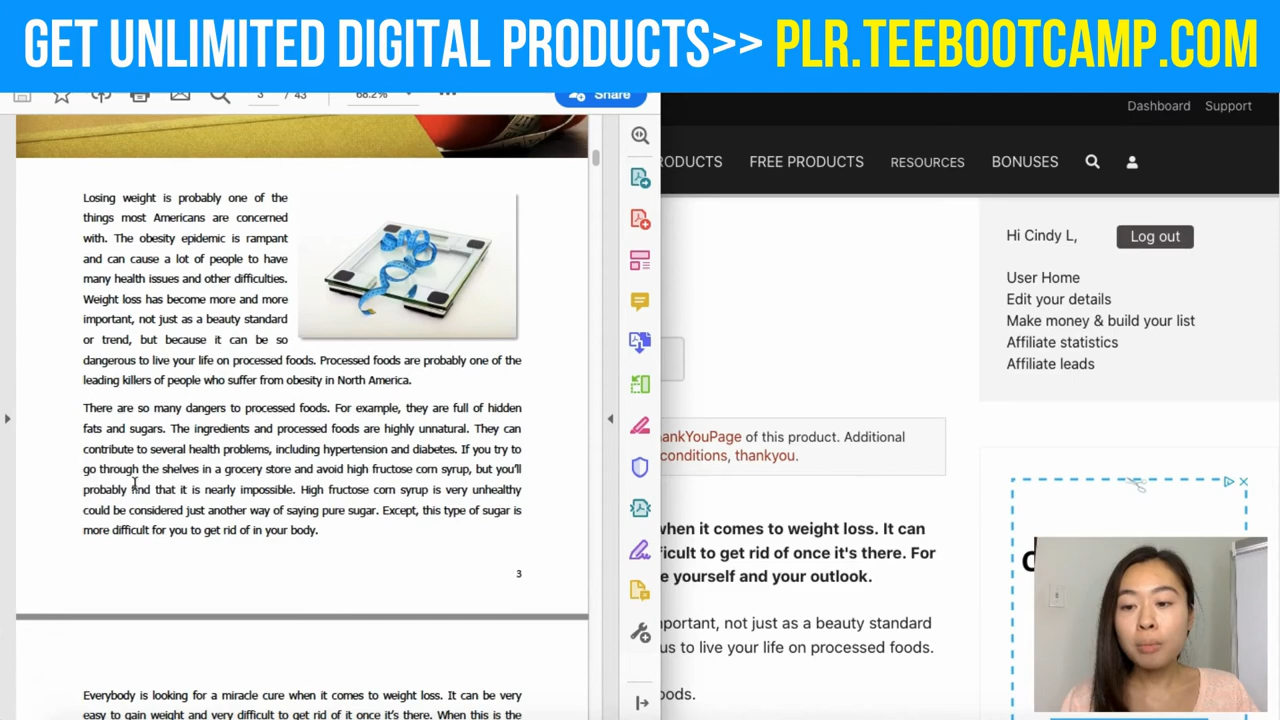 GET UNLIMITED DIGITAL PRODUCTS>> PLR.TEEBOOTCAMP.COM
3 / 43
68.2%
Share
Losing weight is probably one of the
things most Americans are concerned
with. The obesity epidemic is rampant
and can cause a lot of people to have
many health issues and other difficulties.
Weight loss has become more and more
important, not just as a beauty standard
or trend, but because it can be so
dangerous to live your life on processed foods. Processed foods are probably one of the
leading killers of people who suffer from obesity in North America.
There are so many dangers to processed foods. For example, they are full of hidden
fats and sugars. The ingredients and processed foods are highly unnatural. They can
contribute to several health problems, including hypertension and diabetes. If you try to
go through the shelves in a grocery store and avoid high fructose corn syrup, but you'll
probably find that it is nearly impossible. High fructose corn syrup is very unhealthy
could be considered just another way of saying pure sugar. Except, this type of sugar is
more difficult for you to get rid of in your body.
3
Everybody is looking for a miracle cure when it comes to weight loss. It can be very
easy to gain weight and very difficult to get rid of it once it's there. When this is the
Dashboard Support
RODUCTS FREE PRODUCTS RESOURCES BONUSES
Hi Cindy L, Log out
User Home
Edit your details
Make money & build your list
Affiliate statistics
Affiliate leads
ankYouPage of this product. Additional
conditions, thankyou.
when it comes to weight loss. It can
ficult to get rid of once it's there. For
e yourself and your outlook.
portant, not just as a beauty standard
us to live your life on processed foods.
oods.